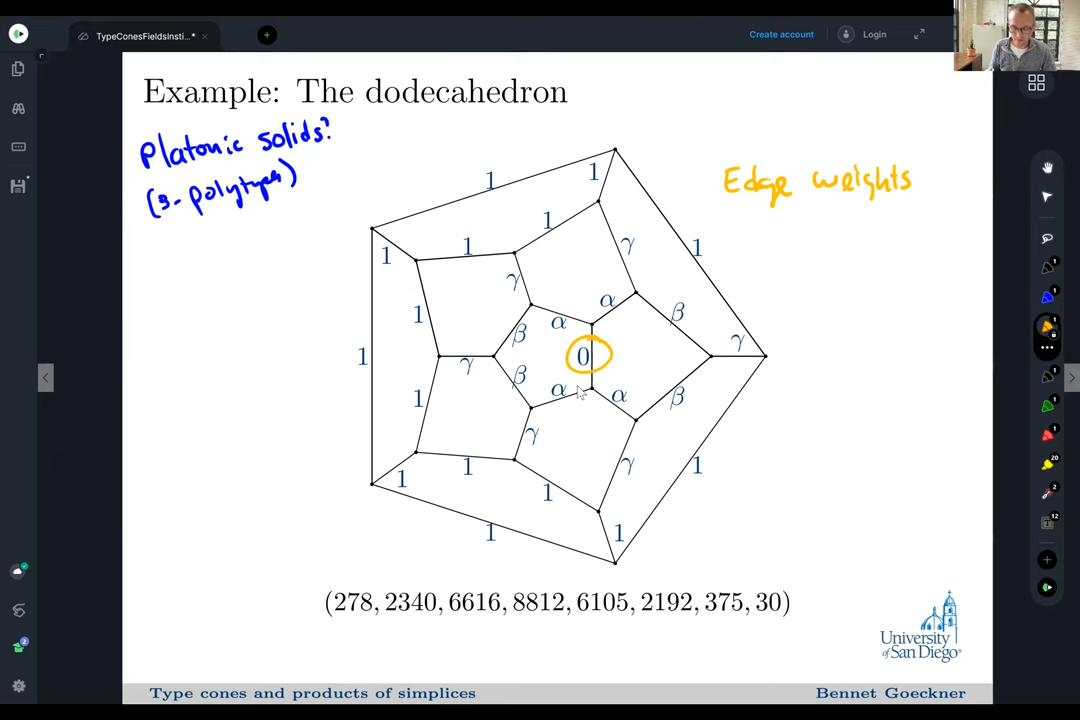 TypeConesFieldsInsti...*
Create account
Login
Example: The dodecahedron
Platonic solids?
(3-polytopes)
Edge weights
1
1
1
1
1
γ
1
1
γ
α
α
β
1
β
γ
1
γ
0
β
α
α
β
1
γ
γ
1
1
1
1
1
1
(278, 2340, 6616, 8812, 6105, 2192, 375, 30)
University
of San Diego
Type cones and products of simplices
Bennet Goeckner